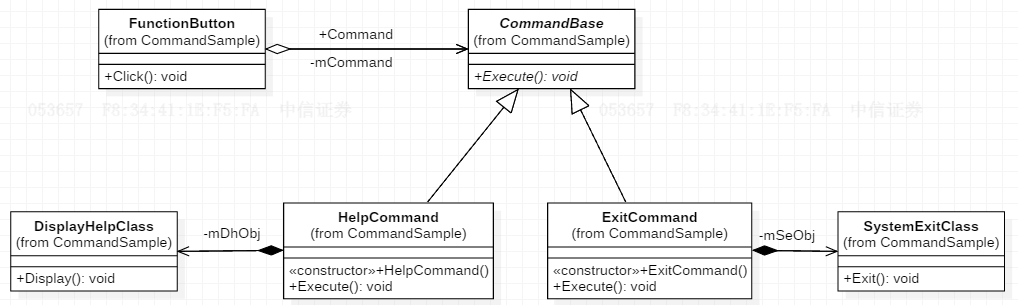 FunctionButton
(from CommandSample)
+Click(): void
+Command
-mCommand
CommandBase
(from CommandSample)
+Execute(): void
053657 F8:34:41:1E:F5:FA 中信证券
053657 F8:34:41:1E:F5:FA 中信证券
DisplayHelpClass
(from CommandSample)
+Display(): void
-mDhObj
HelpCommand
(from CommandSample)
«constructor»+HelpCommand()
+Execute(): void
ExitCommand
(from CommandSample)
«constructor»+ExitCommand()
+Execute(): void
-mSeObj
SystemExitClass
(from CommandSample)
+Exit(): void